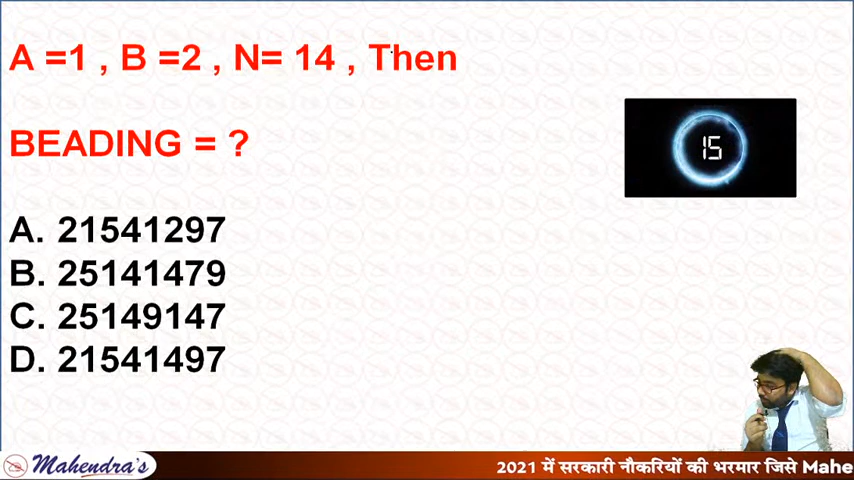 A =1 , B =2 , N= 14 , Then
BEADING = ?
15
A. 21541297
B. 25141479
C. 25149147
D. 21541497
Mahendra's
2021 में सरकारी नौकरियों की भरमार जिसे Mahe